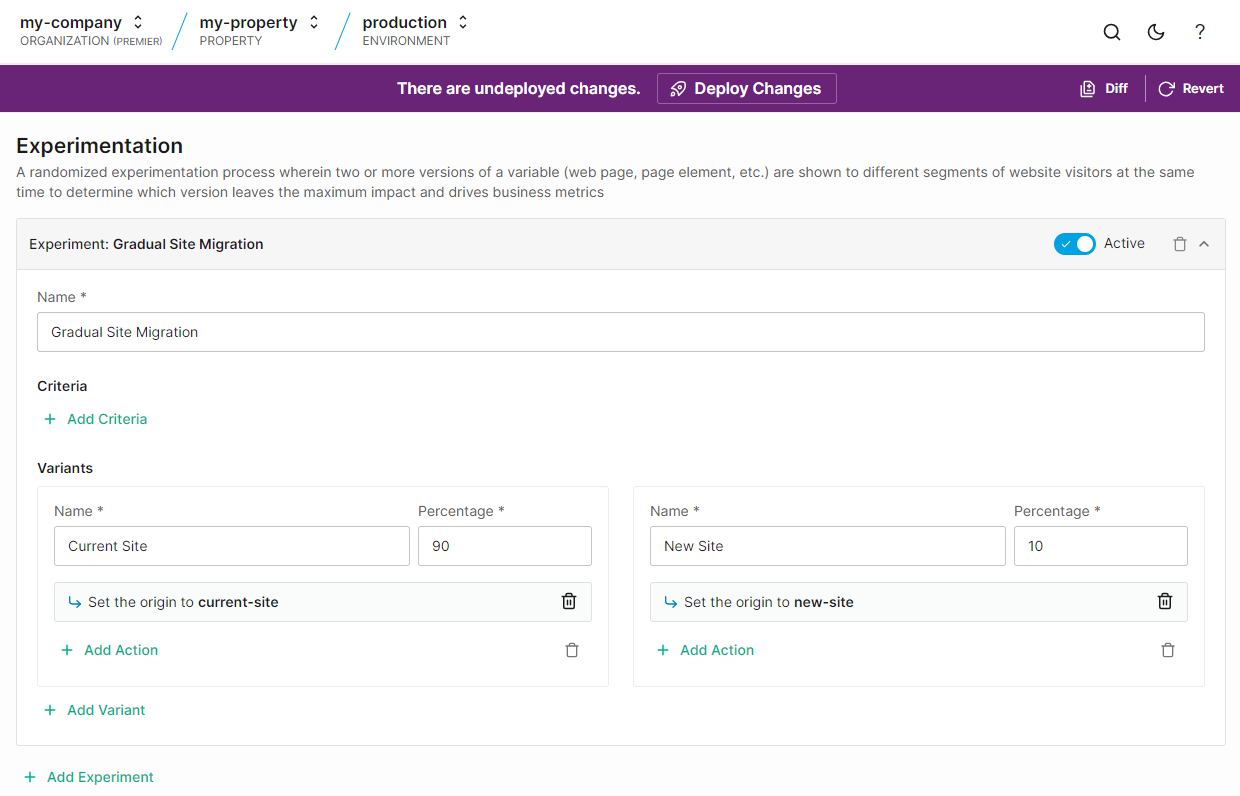 my-company
ORGANIZATION (PREMIER)
my-property
PROPERTY
production
ENVIRONMENT
?
There are undeployed changes.
Deploy Changes
Diff
Revert
Experimentation
A randomized experimentation process wherein two or more versions of a variable (web page, page element, etc.) are shown to different segments of website visitors at the same
time to determine which version leaves the maximum impact and drives business metrics
Experiment: Gradual Site Migration
Active
Name *
Gradual Site Migration
Criteria
+ Add Criteria
Variants
Name *
Percentage *
Current Site
90
Set the origin to current-site
+ Add Action
Name *
Percentage *
New Site
10
Set the origin to new-site
+ Add Action
+ Add Variant
+ Add Experiment